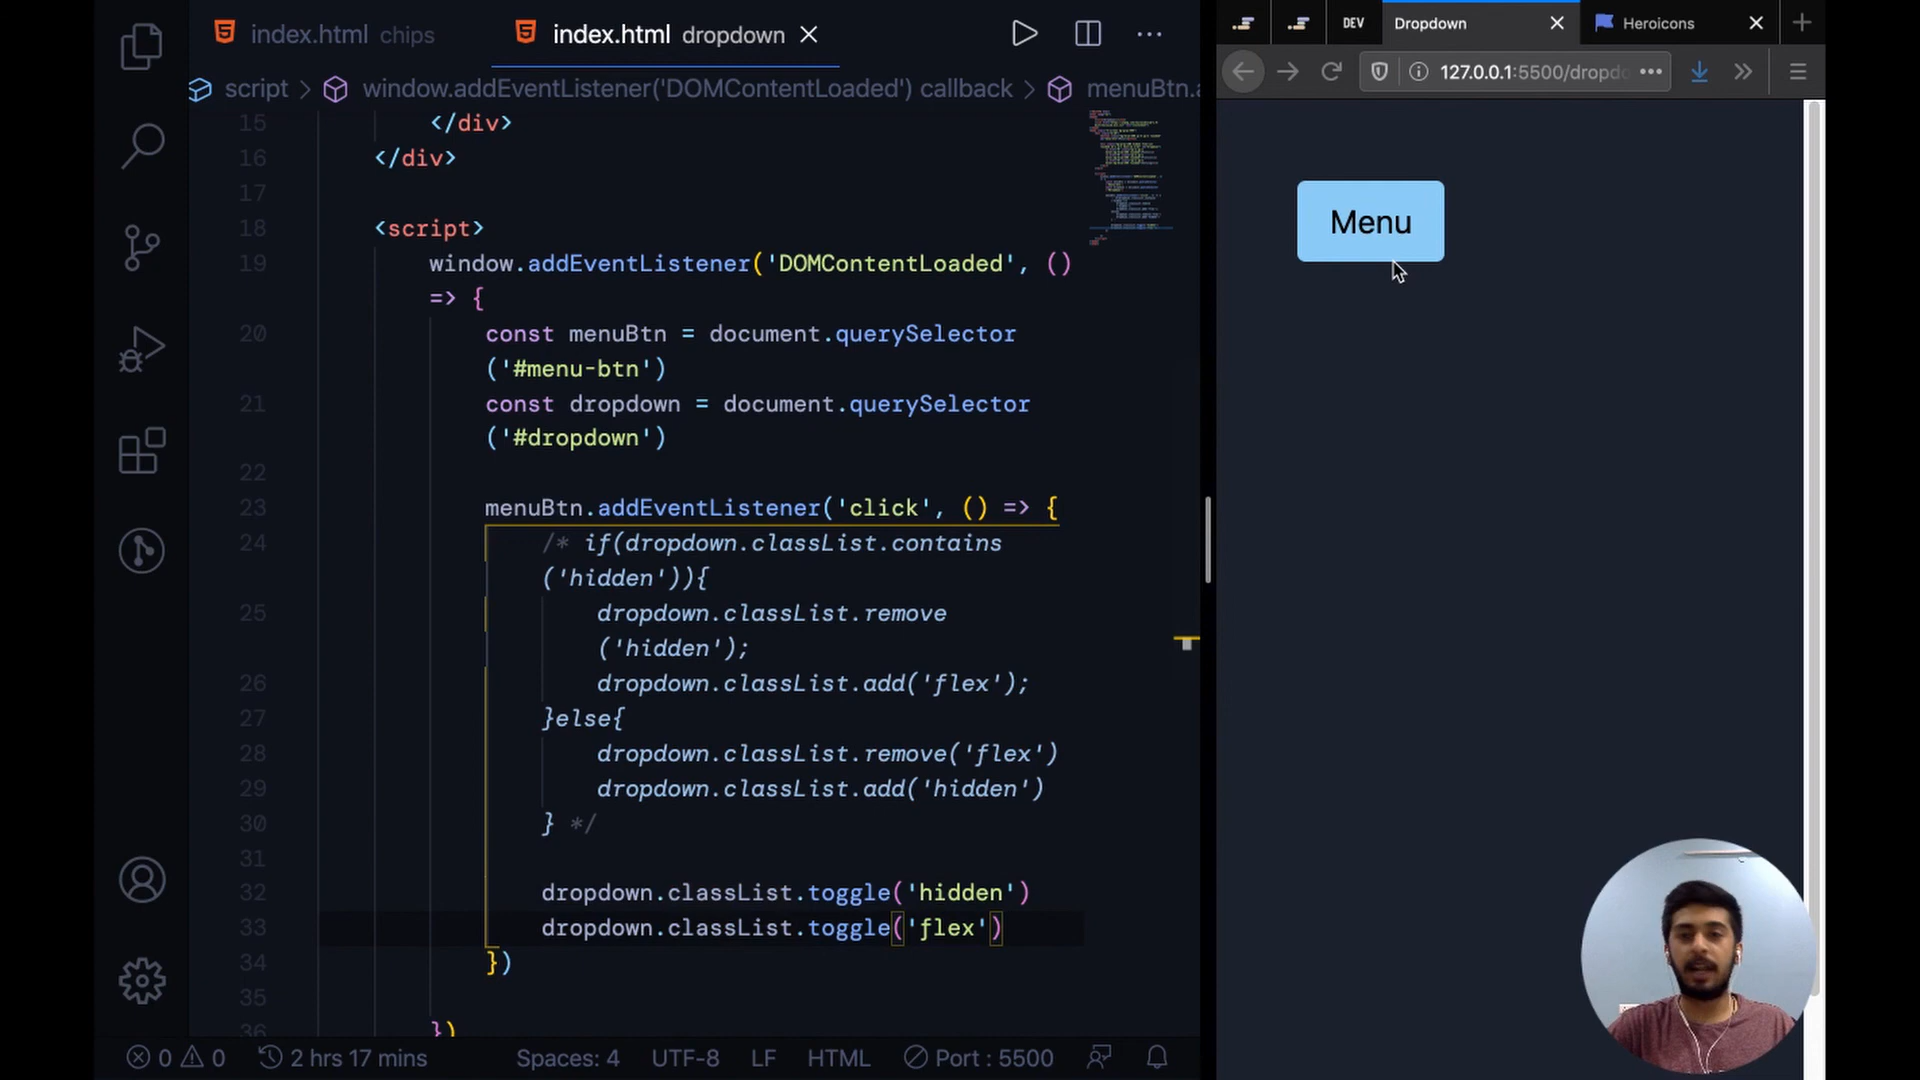 index.html chips
index.html dropdown
script
window.addEventListener('DOMContentLoaded') callback
menuBtn.a
15 </div>
16 </div>
17
18 <script>
19 window.addEventListener('DOMContentLoaded', ()
=> {
20 const menuBtn = document.querySelector
('#menu-btn')
21 const dropdown = document.querySelector
('#dropdown')
22
23 menuBtn.addEventListener('click', () => {
24 /* if(dropdown.classList.contains
('hidden')){
25 dropdown.classList.remove
('hidden');
26 dropdown.classList.add('flex');
27 }else{
28 dropdown.classList.remove('flex')
29 dropdown.classList.add('hidden')
30 } */
31
32 dropdown.classList.toggle('hidden')
33 dropdown.classList.toggle('flex')
34 })
35
36 })
0 0 2 hrs 17 mins Spaces: 4 UTF-8 LF HTML Port : 5500
DEV
Dropdown
Heroicons
127.0.0.1:5500/dropd
Menu